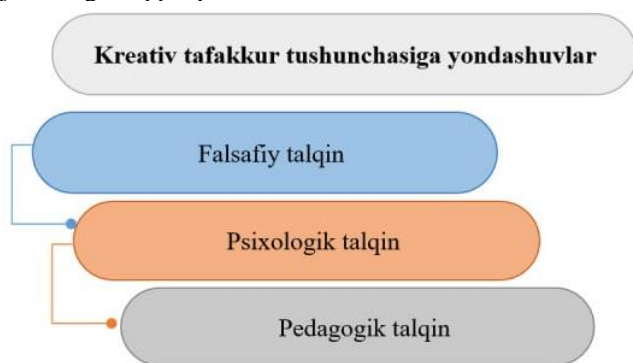 Kreativ tafakkur tushunchasiga yondashuvlar
Falsafiy talqin
Psixologik talqin
Pedagogik talqin